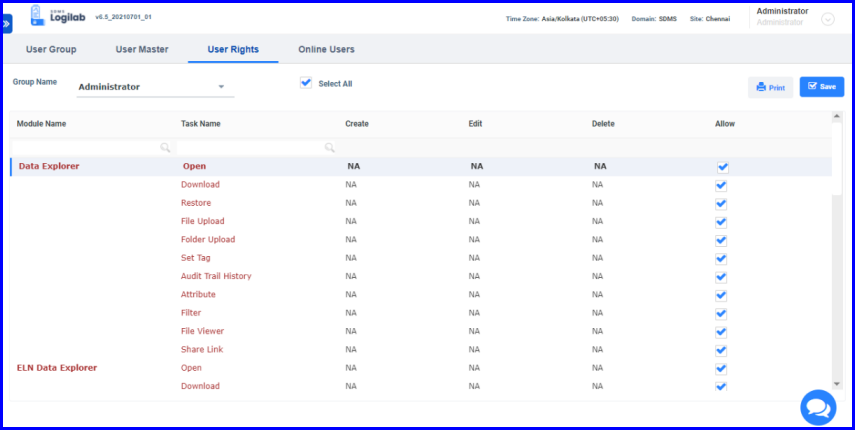 SDMS
Logilab v6.5_20210701_01 Time Zone: Asia/Kolkata (UTC+05:30) Domain: SDMS Site: Chennai Administrator
Administrator
User Group User Master User Rights Online Users
Group Name Administrator Select All Print Save
Module Name Task Name Create Edit Delete Allow
Data Explorer Open NA NA NA
Download NA NA NA
Restore NA NA NA
File Upload NA NA NA
Folder Upload NA NA NA
Set Tag NA NA NA
Audit Trail History NA NA NA
Attribute NA NA NA
Filter NA NA NA
File Viewer NA NA NA
Share Link NA NA NA
ELN Data Explorer Open NA NA NA
Download NA NA NA